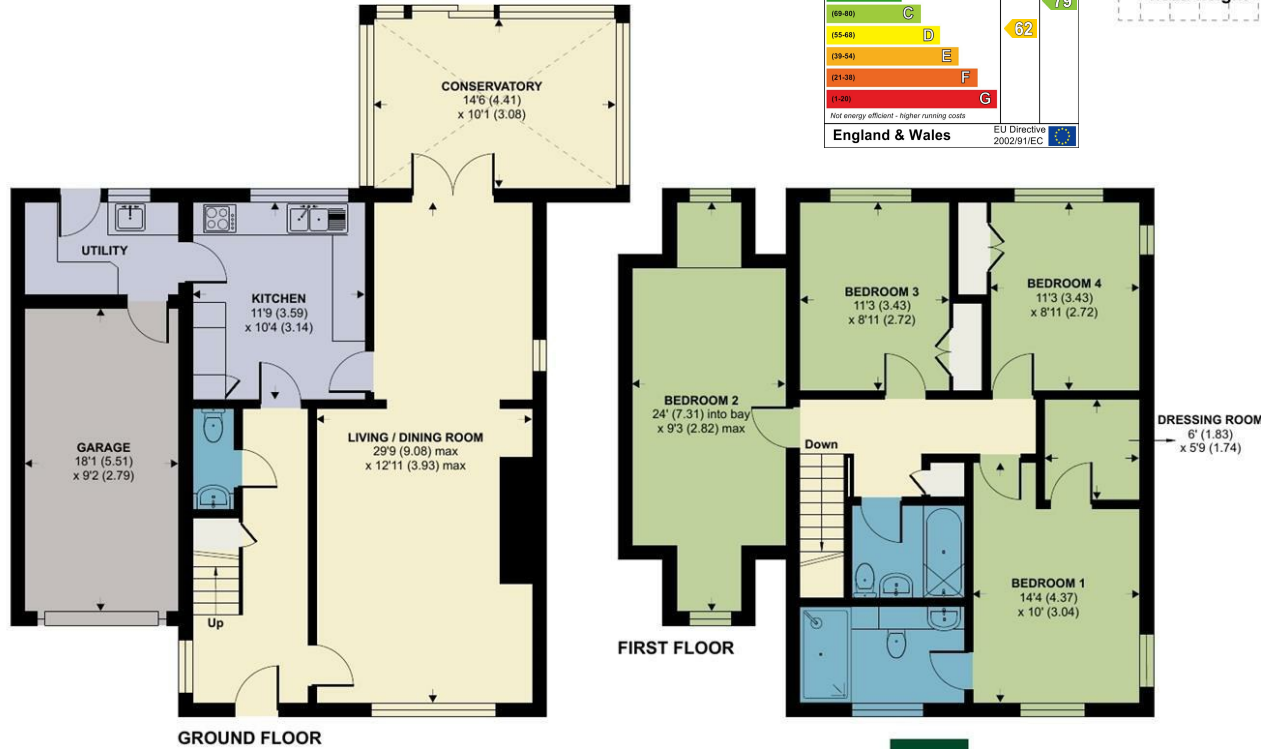 (69-80) C
(55-68) D
(39-54) E
(21-38) F
(1-20) G
62
79
Not energy efficient - higher running costs
England & Wales
EU Directive
2002/91/EC
CONSERVATORY
14'6 (4.41)
x 10'1 (3.08)
UTILITY
KITCHEN
11'9 (3.59)
x 10'4 (3.14)
GARAGE
18'1 (5.51)
x 9'2 (2.79)
LIVING / DINING ROOM
29'9 (9.08) max
x 12'11 (3.93) max
Up
GROUND FLOOR
BEDROOM 3
11'3 (3.43)
x 8'11 (2.72)
BEDROOM 4
11'3 (3.43)
x 8'11 (2.72)
BEDROOM 2
24' (7.31) into bay
x 9'3 (2.82) max
Down
DRESSING ROOM
6' (1.83)
x 5'9 (1.74)
BEDROOM 1
14'4 (4.37)
x 10' (3.04)
FIRST FLOOR